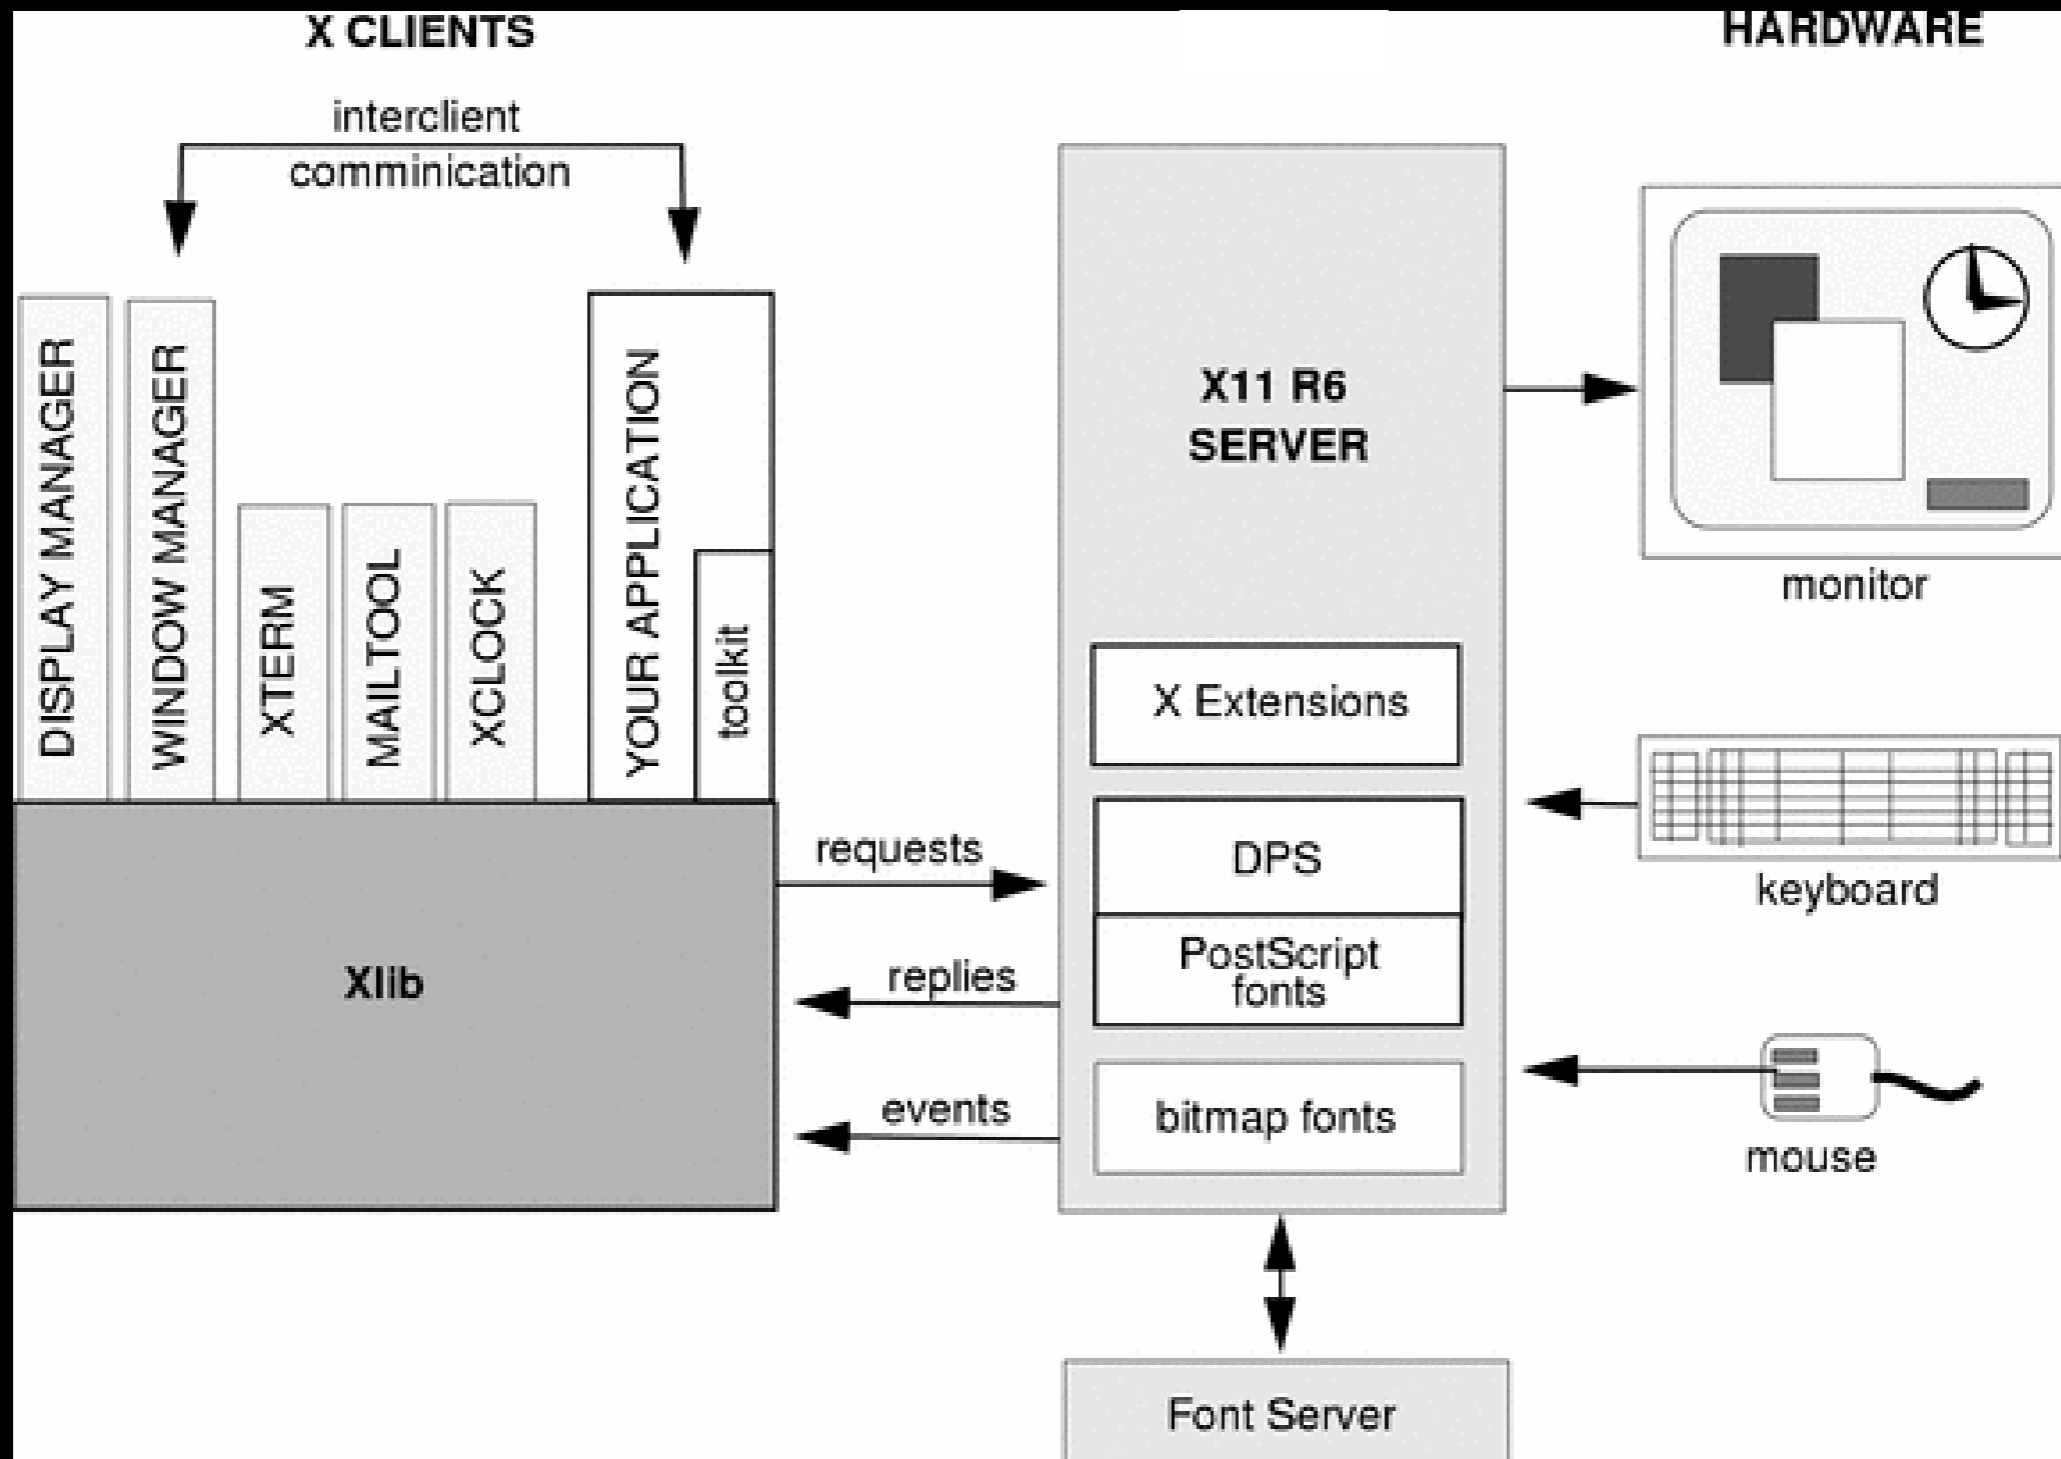 X CLIENTS
HARDWARE
interclient
comminication
DISPLAY MANAGER
WINDOW MANAGER
XTERM
MAILTOOL
XCLOCK
YOUR APPLICATION
toolkit
Xlib
requests
replies
events
X11 R6
SERVER
X Extensions
DPS
PostScript
fonts
bitmap fonts
Font Server
monitor
keyboard
mouse